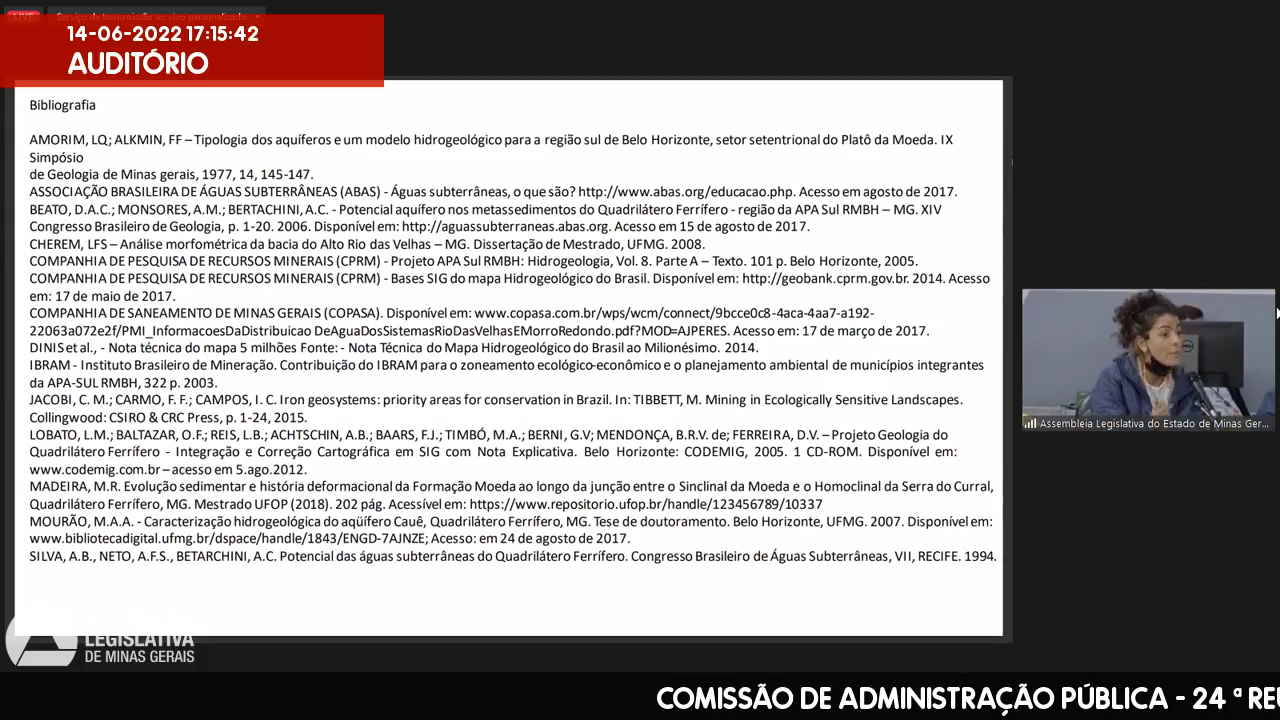 LIVE
Serviço de transmissão ao vivo personalizado
14-06-2022 17:15:42
AUDITÓRIO
Bibliografia
AMORIM, LQ; ALKMIN, FF – Tipologia dos aquíferos e um modelo hidrogeológico para a região sul de Belo Horizonte, setor setentrional do Platô da Moeda. IX
Simpósio
de Geologia de Minas gerais, 1977, 14, 145-147.
ASSOCIAÇÃO BRASILEIRA DE ÁGUAS SUBTERRÂNEAS (ABAS) - Águas subterrâneas, o que são? http://www.abas.org/educacao.php. Acesso em agosto de 2017.
BEATO, D.A.C.; MONSORES, A.M.; BERTACHINI, A.C. - Potencial aquífero nos metassedimentos do Quadrilátero Ferrífero - região da APA Sul RMBH – MG. XIV
Congresso Brasileiro de Geologia, p. 1-20. 2006. Disponível em: http://aguassubterraneas.abas.org. Acesso em 15 de agosto de 2017.
CHEREM, LFS – Análise morfométrica da bacia do Alto Rio das Velhas – MG. Dissertação de Mestrado, UFMG. 2008.
COMPANHIA DE PESQUISA DE RECURSOS MINERAIS (CPRM) - Projeto APA Sul RMBH: Hidrogeologia, Vol. 8. Parte A – Texto. 101 p. Belo Horizonte, 2005.
COMPANHIA DE PESQUISA DE RECURSOS MINERAIS (CPRM) - Bases SIG do mapa Hidrogeológico do Brasil. Disponível em: http://geobank.cprm.gov.br. 2014. Acesso
em: 17 de maio de 2017.
COMPANHIA DE SANEAMENTO DE MINAS GERAIS (COPASA). Disponível em: www.copasa.com.br/wps/wcm/connect/9bcce0c8-4aca-4aa7-a192-
22063a072e2f/PMI_InformacoesDaDistribuicao DeAguaDosSistemasRioDasVelhasEMorroRedondo.pdf?MOD=AJPERES. Acesso em: 17 de março de 2017.
DINIS et al., - Nota técnica do mapa 5 milhões Fonte: - Nota Técnica do Mapa Hidrogeológico do Brasil ao Milionésimo. 2014.
IBRAM - Instituto Brasileiro de Mineração. Contribuição do IBRAM para o zoneamento ecológico-econômico e o planejamento ambiental de municípios integrantes
da APA-SUL RMBH, 322 p. 2003.
JACOBI, C. M.; CARMO, F. F.; CAMPOS, I. C. Iron geosystems: priority areas for conservation in Brazil. In: TIBBETT, M. Mining in Ecologically Sensitive Landscapes.
Collingwood: CSIRO & CRC Press, p. 1-24, 2015.
LOBATO, L.M.; BALTAZAR, O.F.; REIS, L.B.; ACHTSCHIN, A.B.; BAARS, F.J.; TIMBÓ, M.A.; BERNI, G.V; MENDONÇA, B.R.V. de; FERREIRA, D.V. – Projeto Geologia do
Quadrilátero Ferrífero - Integração e Correção Cartográfica em SIG com Nota Explicativa. Belo Horizonte: CODEMIG, 2005. 1 CD-ROM. Disponível em:
www.codemig.com.br – acesso em 5.ago.2012.
MADEIRA, M.R. Evolução sedimentar e história deformacional da Formação Moeda ao longo da junção entre o Sinclinal da Moeda e o Homoclinal da Serra do Curral,
Quadrilátero Ferrífero, MG. Mestrado UFOP (2018). 202 pág. Acessível em: https://www.repositorio.ufop.br/handle/123456789/10337
MOURÃO, M.A.A. - Caracterização hidrogeológica do aqüífero Cauê, Quadrilátero Ferrífero, MG. Tese de doutoramento. Belo Horizonte, UFMG. 2007. Disponível em:
www.bibliotecadigital.ufmg.br/dspace/handle/1843/ENGD-7AJNZE; Acesso: em 24 de agosto de 2017.
SILVA, A.B., NETO, A.F.S., BETARCHINI, A.C. Potencial das águas subterrâneas do Quadrilátero Ferrífero. Congresso Brasileiro de Águas Subterrâneas, VII, RECIFE. 1994.
Assembleia Legislativa do Estado de Minas Ger...
LEGISLATIVA
DE MINAS GERAIS
COMISSÃO DE ADMINISTRAÇÃO PÚBLICA - 24 ª RE